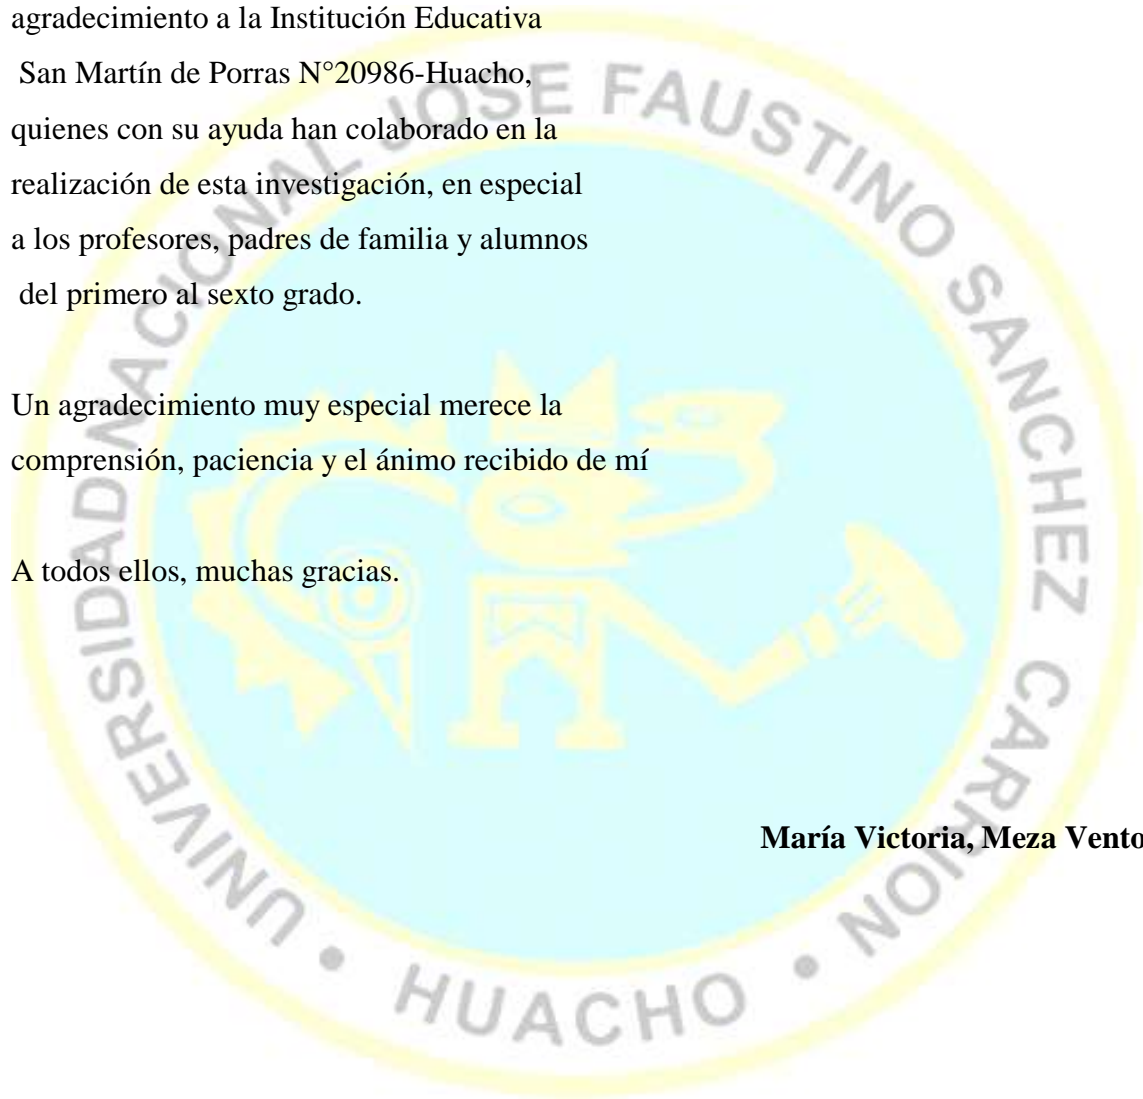 agradecimiento a la Institución Educativa
San Martín de Porras N°20986-Huacho,
quienes con su ayuda han colaborado en la
realización de esta investigación, en especial
a los profesores, padres de familia y alumnos
del primero al sexto grado.
Un agradecimiento muy especial merece la
comprensión, paciencia y el ánimo recibido de mí
A todos ellos, muchas gracias.
María Victoria, Meza Vento
UNIVERSIDAD NACIONAL JOSE FAUSTINO SANCHEZ CARRION • HUACHO •